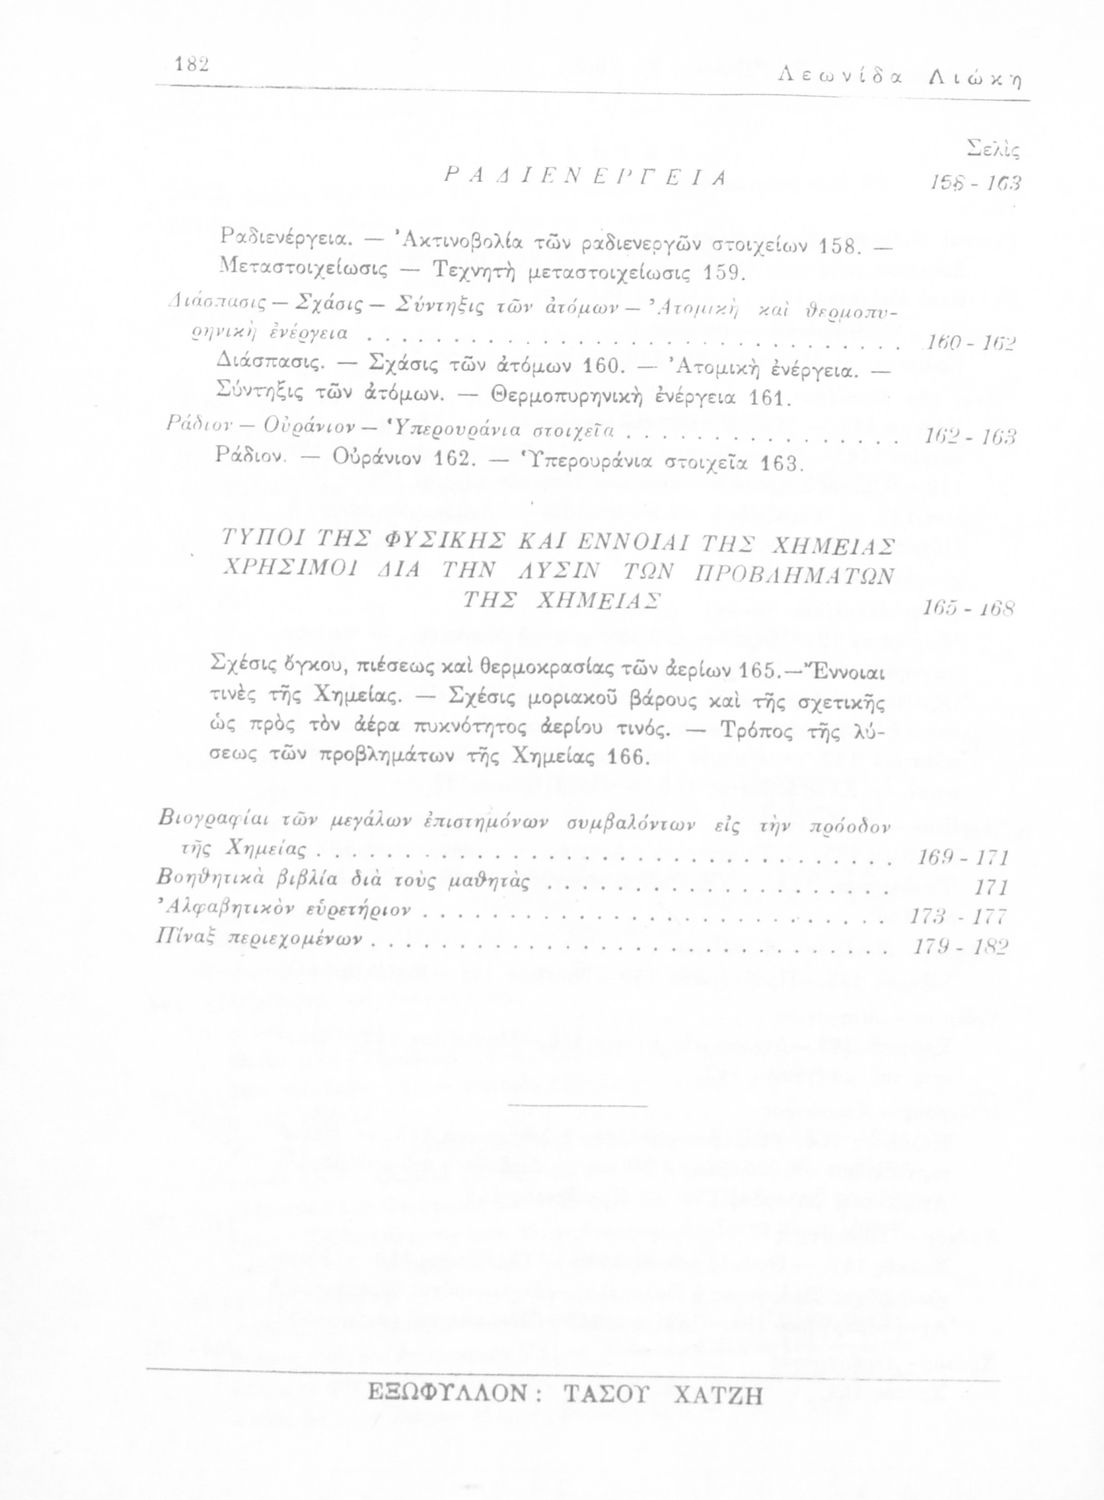 182
Λεωνίδα Λιώκη
Σελὶς
ΡΑΔΙΕΝΕΡΓΕΙΑ 158 - 163
Ραδιενέργεια. — Ἀκτινοβολία τῶν ραδιενεργῶν στοιχείων 158. —
Μεταστοιχείωσις — Τεχνητὴ μεταστοιχείωσις 159.
Διάσπασις — Σχάσις — Σύντηξις τῶν ἀτόμων — Ἀτομικὴ καὶ θερμοπυ-
ρηνικὴ ἐνέργεια . . . . . . . . . . . . . . . . . . . . . . . . . . . . . . . 160 - 162
Διάσπασις. — Σχάσις τῶν ἀτόμων 160. — Ἀτομικὴ ἐνέργεια. —
Σύντηξις τῶν ἀτόμων. — Θερμοπυρηνικὴ ἐνέργεια 161.
Ράδιον — Οὐράνιον — Ὑπερουράνια στοιχεῖα . . . . . . . . . . . . . . . . 162 - 163
Ράδιον. — Οὐράνιον 162. — Ὑπερουράνια στοιχεῖα 163.
ΤΥΠΟΙ ΤΗΣ ΦΥΣΙΚΗΣ ΚΑΙ ΕΝΝΟΙΑΙ ΤΗΣ ΧΗΜΕΙΑΣ
ΧΡΗΣΙΜΟΙ ΔΙΑ ΤΗΝ ΛΥΣΙΝ ΤΩΝ ΠΡΟΒΛΗΜΑΤΩΝ
ΤΗΣ ΧΗΜΕΙΑΣ 165 - 168
Σχέσις ὄγκου, πιέσεως καὶ θερμοκρασίας τῶν ἀερίων 165.—Ἔννοιαι
τινὲς τῆς Χημείας. — Σχέσις μοριακοῦ βάρους καὶ τῆς σχετικῆς
ὡς πρὸς τὸν ἀέρα πυκνότητος ἀερίου τινός. — Τρόπος τῆς λύ-
σεως τῶν προβλημάτων τῆς Χημείας 166.
Βιογραφίαι τῶν μεγάλων ἐπιστημόνων συμβαλόντων εἰς τὴν πρόοδον
τῆς Χημείας . . . . . . . . . . . . . . . . . . . . . . . . . . . . . . . . . 169 - 171
Βοηθητικὰ βιβλία διὰ τοὺς μαθητὰς . . . . . . . . . . . . . . . . . . . . 171
Ἀλφαβητικὸν εὑρετήριον . . . . . . . . . . . . . . . . . . . . . . . . . . . 173 - 177
Πίναξ περιεχομένων . . . . . . . . . . . . . . . . . . . . . . . . . . . . . . 179 - 182
ΕΞΩΦΥΛΛΟΝ : ΤΑΣΟΥ ΧΑΤΖΗ